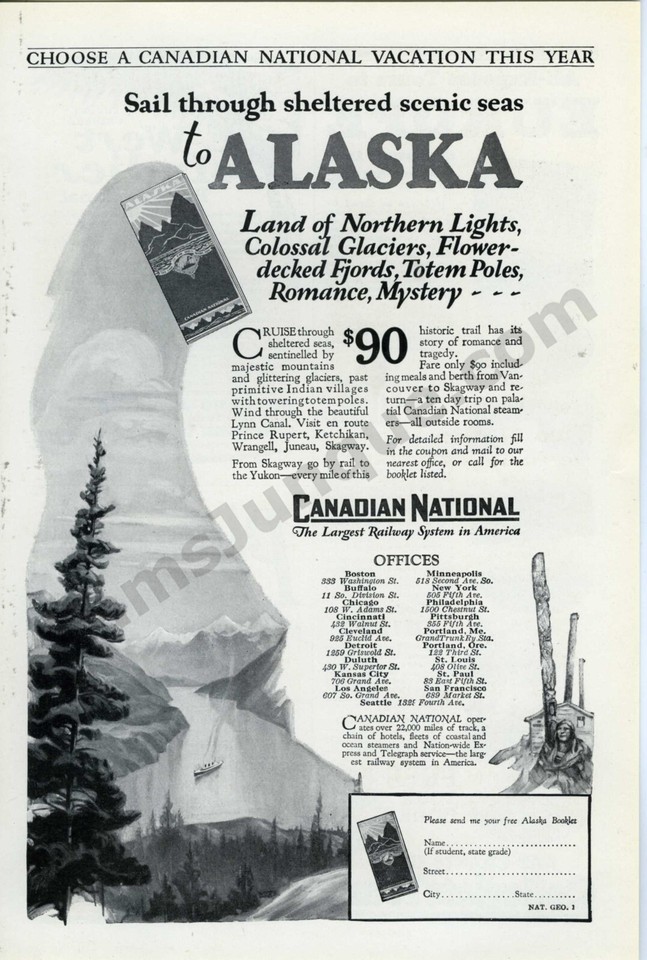 CHOOSE A CANADIAN NATIONAL VACATION THIS YEAR
Sail through sheltered scenic seas
to ALASKA
ALASKA
CANADIAN NATIONAL
Land of Northern Lights,
Colossal Glaciers, Flower-
decked Fjords, Totem Poles,
Romance, Mystery - - -
CRUISE through
sheltered seas,
sentinelled by
majestic mountains
and glittering glaciers, past
primitive Indian villages
with towering totem poles.
Wind through the beautiful
Lynn Canal. Visit en route
Prince Rupert, Ketchikan,
Wrangell, Juneau, Skagway.
From Skagway go by rail to
the Yukon—every mile of this
$90
historic trail has its
story of romance and
tragedy.
Fare only $90 includ-
ing meals and berth from Van-
couver to Skagway and re-
turn—a ten day trip on pala-
tial Canadian National steam-
ers—all outside rooms.
For detailed information fill
in the coupon and mail to our
nearest office, or call for the
booklet listed.
CANADIAN NATIONAL
The Largest Railway System in America
OFFICES
Boston
333 Washington St.
Buffalo
11 So. Division St.
Chicago
108 W. Adams St.
Cincinnati
432 Walnut St.
Cleveland
925 Euclid Ave.
Detroit
1259 Griswold St.
Duluth
430 W. Superior St.
Kansas City
706 Grand Ave.
Los Angeles
607 So. Grand Ave.
Minneapolis
518 Second Ave. So.
New York
505 Fifth Ave.
Philadelphia
1500 Chestnut St.
Pittsburgh
355 Fifth Ave.
Portland, Me.
Grand Trunk Ry. Sta.
Portland, Ore.
122 Third St.
St. Louis
408 Olive St.
St. Paul
83 East Fifth St.
San Francisco
689 Market St.
Seattle 1321 Fourth Ave.
CANADIAN NATIONAL oper-
ates over 22,000 miles of track, a
chain of hotels, fleets of coastal and
ocean steamers and Nation-wide Ex-
press and Telegraph service—the larg-
est railway system in America.
Please send me your free Alaska Booklet
Name
(If student, state grade)
Street
City State
NAT. GEO. 1